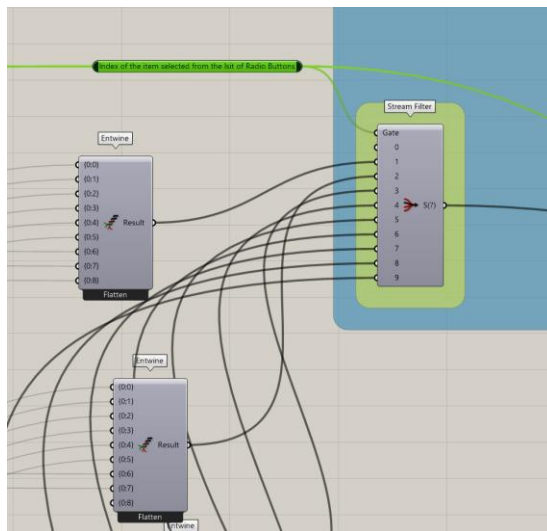 Index of the item selected from the lsit of Radio Buttons
Stream Filter
Gate
0
1
2
3
4
5
6
7
8
9
S(?)
Entwine
{0;0}
{0;1}
{0;2}
{0;3}
{0;4}
{0;5}
{0;6}
{0;7}
{0;8}
Result
Flatten
Entwine
{0;0}
{0;1}
{0;2}
{0;3}
{0;4}
{0;5}
{0;6}
{0;7}
{0;8}
Result
Flatten
Entwine